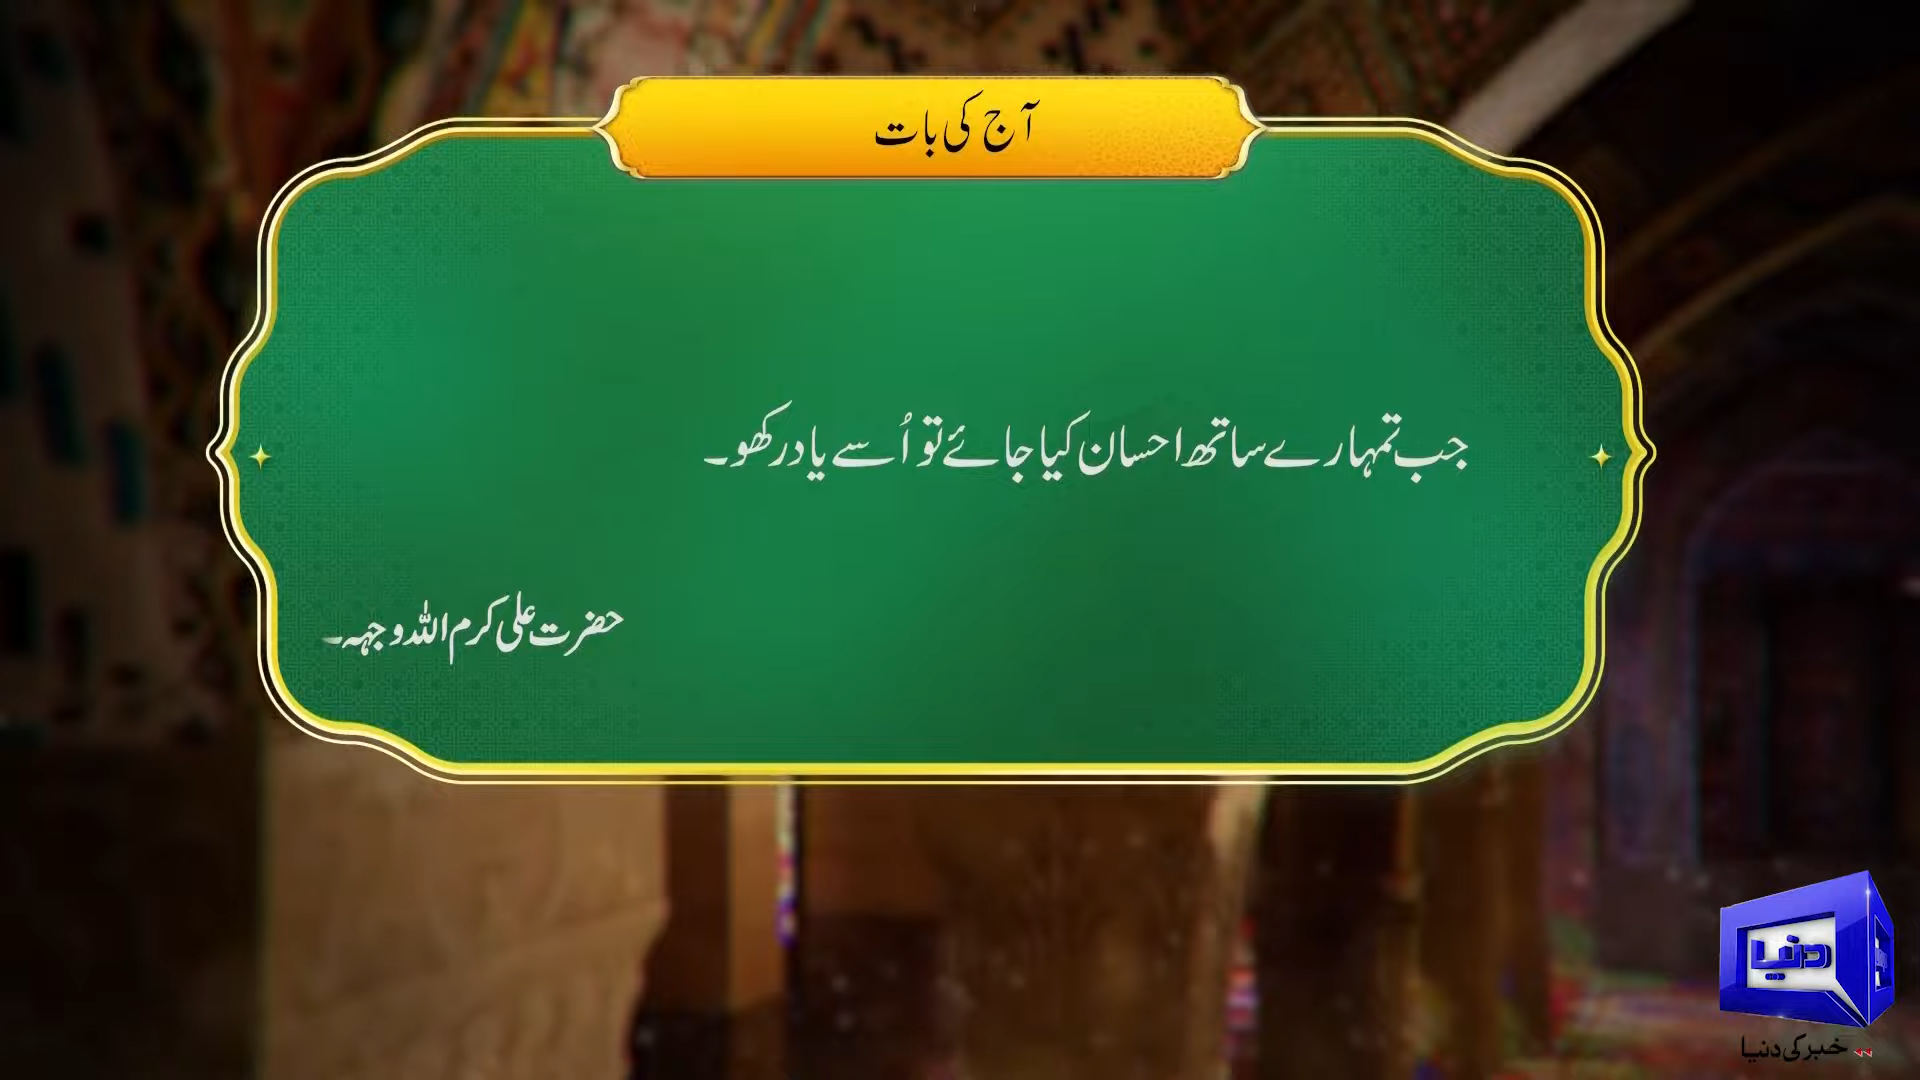 آج کی بات
جب تمہارے ساتھ احسان کیا جائے تو اُسے یاد رکھو۔
حضرت علی کرم اللہ وجہہ۔
دنیا
خبر کی دنیا